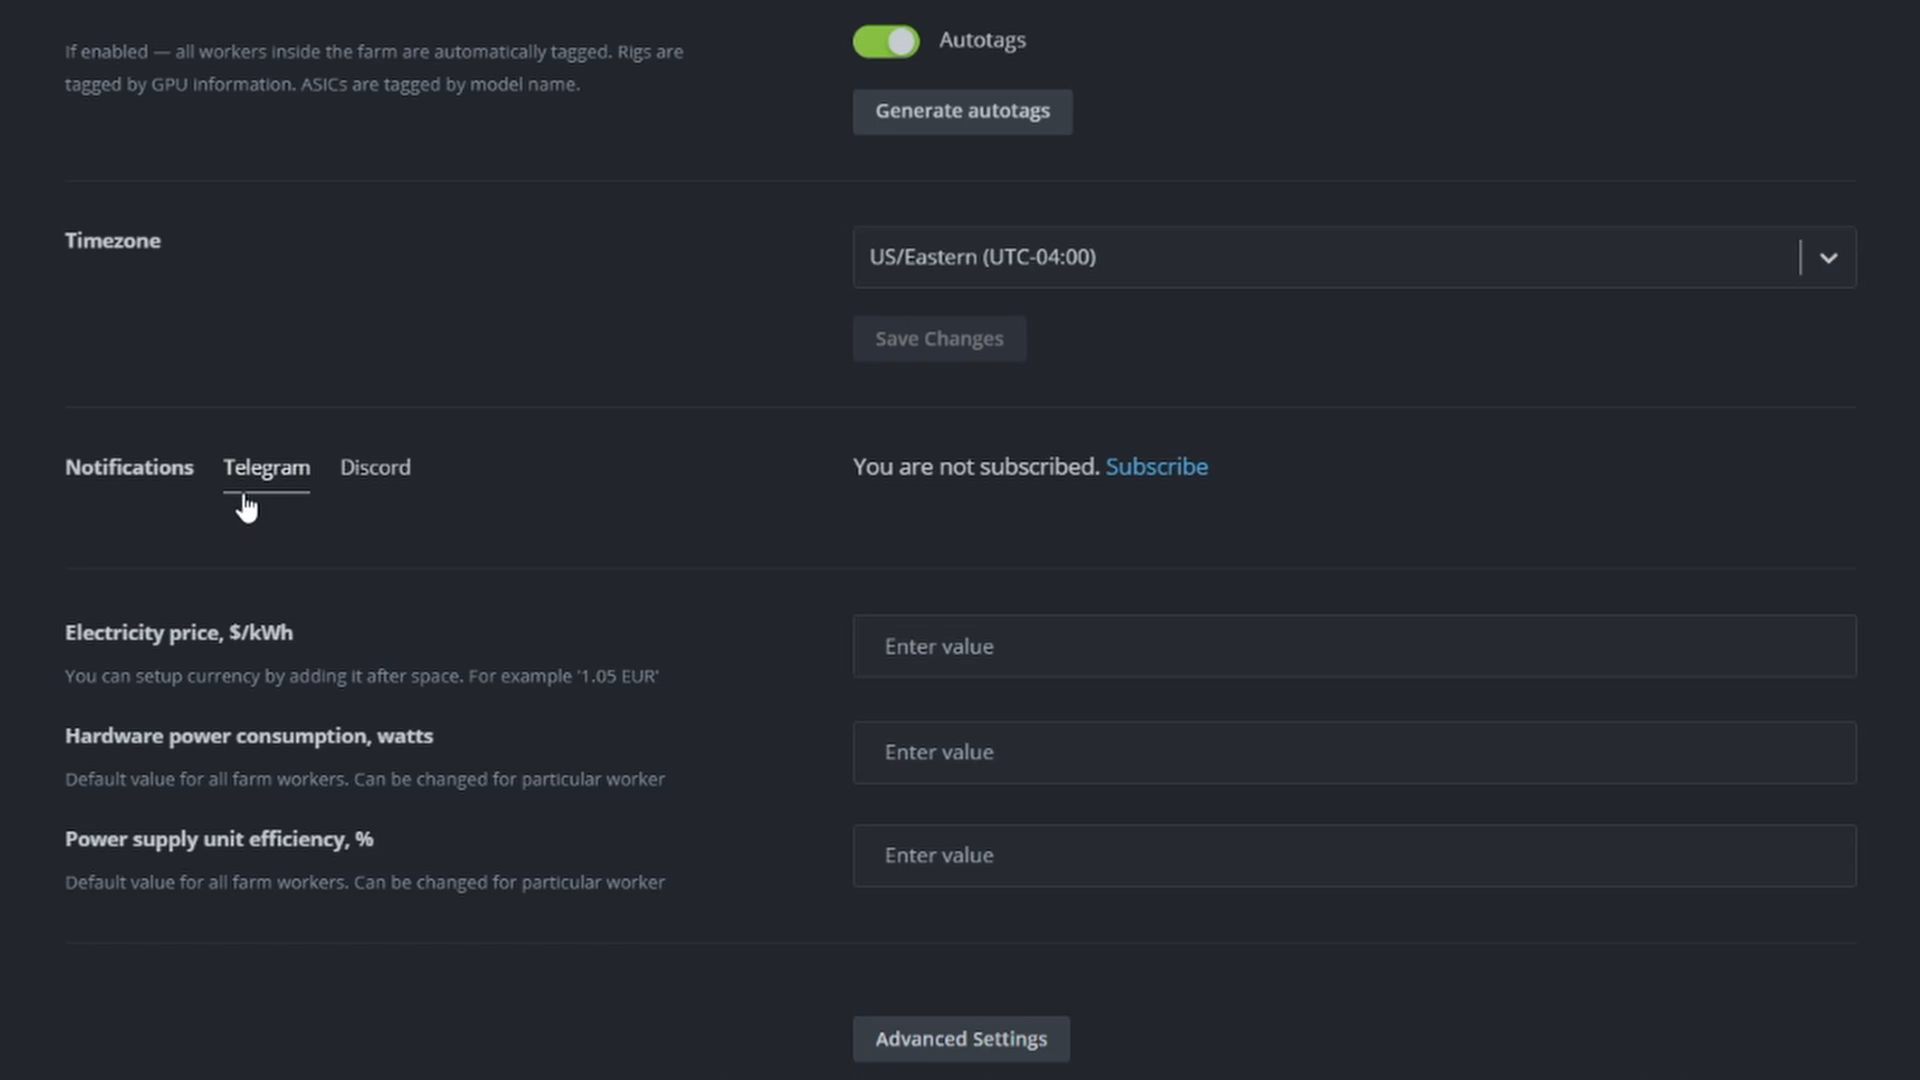 If enabled — all workers inside the farm are automatically tagged. Rigs are
tagged by GPU information. ASICs are tagged by model name.
Autotags
Generate autotags
Timezone
US/Eastern (UTC-04:00)
Save Changes
Notifications Telegram Discord
You are not subscribed. Subscribe
Electricity price, $/kWh
Enter value
You can setup currency by adding it after space. For example '1.05 EUR'
Hardware power consumption, watts
Enter value
Default value for all farm workers. Can be changed for particular worker
Power supply unit efficiency, %
Enter value
Default value for all farm workers. Can be changed for particular worker
Advanced Settings